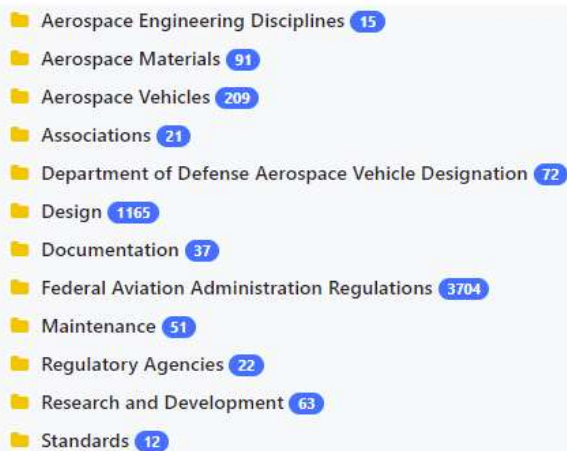 Aerospace Engineering Disciplines 15
Aerospace Materials 91
Aerospace Vehicles 209
Associations 21
Department of Defense Aerospace Vehicle Designation 72
Design 1165
Documentation 37
Federal Aviation Administration Regulations 3704
Maintenance 51
Regulatory Agencies 22
Research and Development 63
Standards 12